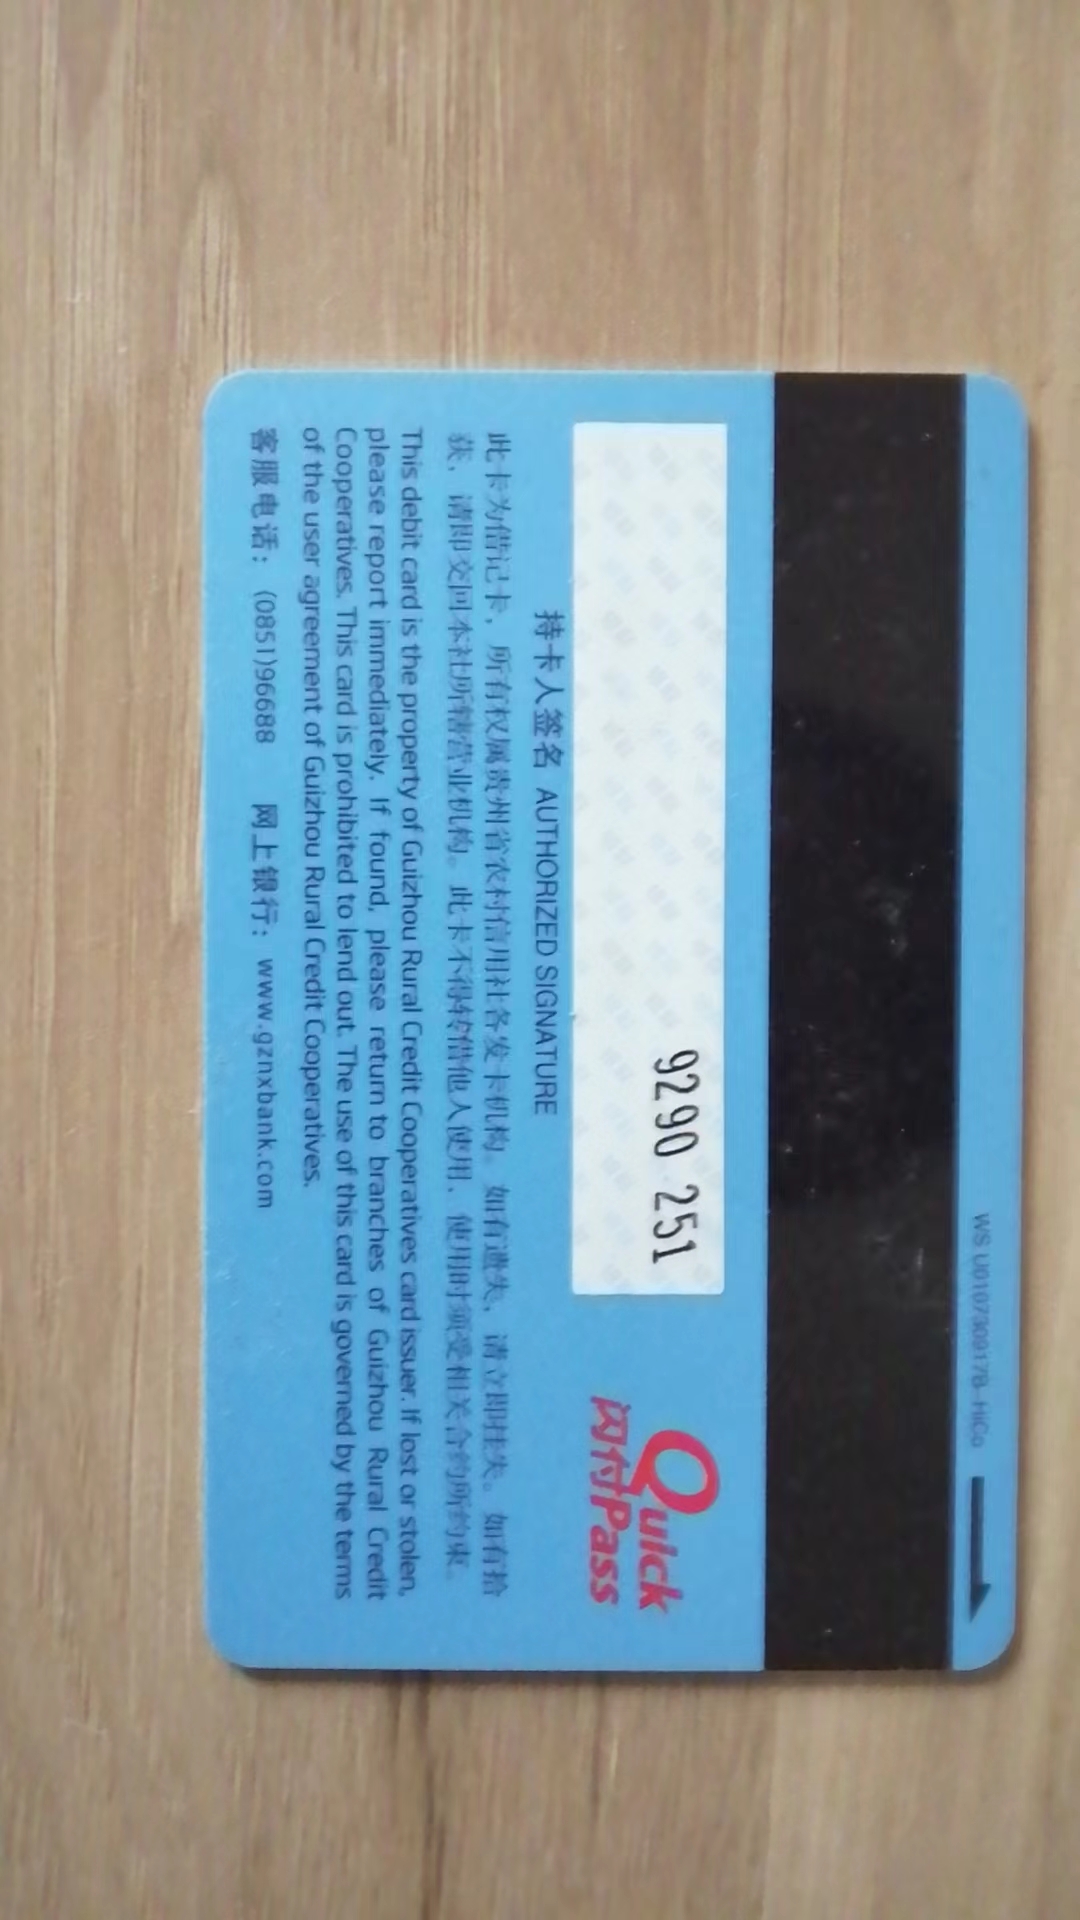 WS U010730917B-HiCo
9290 251
Quick
闪付Pass
持卡人签名 AUTHORIZED SIGNATURE
此卡为借记卡，所有权属贵州省农村信用社各发卡机构。如有遗失，请立即挂失。如有拾
获，请即交回本社所辖营业机构。此卡不得转借他人使用，使用时须受相关合约所约束。
This debit card is the property of Guizhou Rural Credit Cooperatives card issuer. If lost or stolen,
please report immediately. If found, please return to branches of Guizhou Rural Credit
Cooperatives. This card is prohibited to lend out. The use of this card is governed by the terms
of the user agreement of Guizhou Rural Credit Cooperatives.
客服电话：(0851)96688 网上银行：www.gznxbank.com